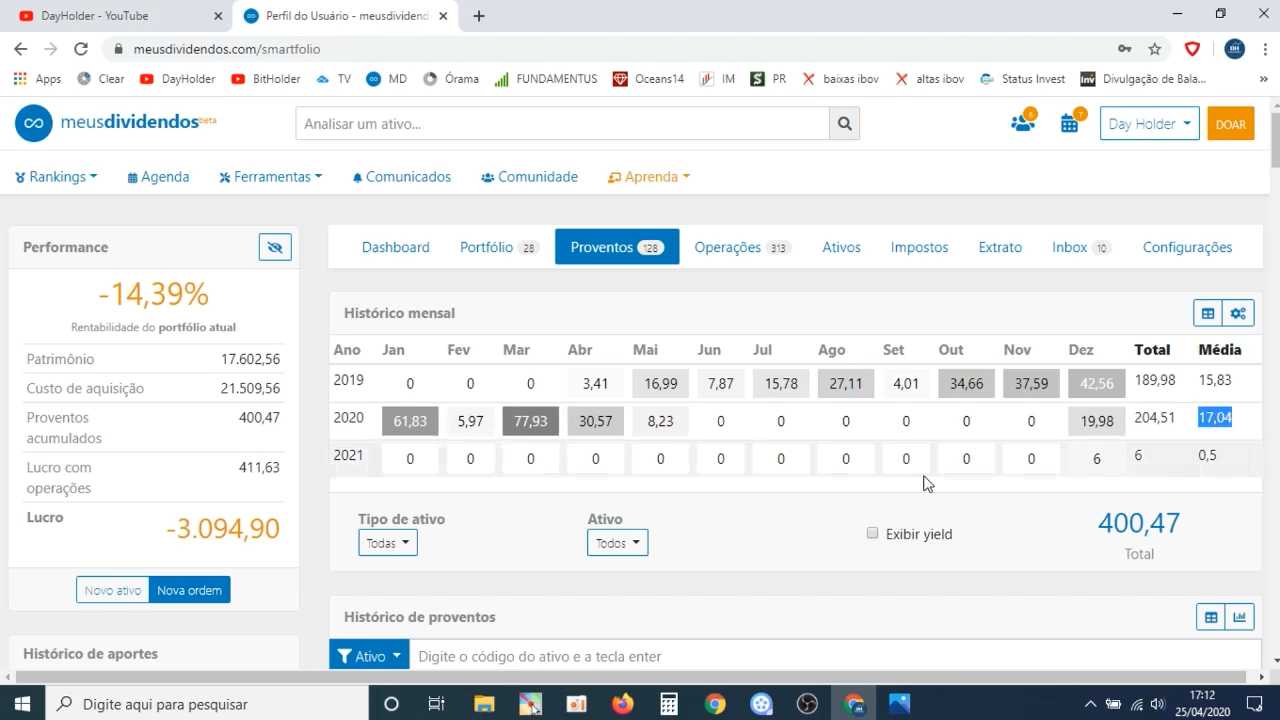 DayHolder - YouTube
Perfil do Usuário - meusdividend
meusdividendos.com/smartfolio
Apps Clear DayHolder BitHolder TV MD Órama FUNDAMENTUS Oceans14 IM PR baixas ibov altas ibov Status Invest Divulgação de Bala... »
meusdividendos beta
Analisar um ativo...
6
7
Day Holder
DOAR
Rankings Agenda Ferramentas Comunicados Comunidade Aprenda
Performance
-14,39%
Rentabilidade do portfólio atual
Patrimônio 17.602,56
Custo de aquisição 21.509,56
Proventos acumulados 400,47
Lucro com operações 411,63
Lucro -3.094,90
Novo ativo Nova ordem
Histórico de aportes
Dashboard Portfólio 28 Proventos 128 Operações 313 Ativos Impostos Extrato Inbox 10 Configurações
Histórico mensal
Ano Jan Fev Mar Abr Mai Jun Jul Ago Set Out Nov Dez Total Média
2019 0 0 0 3,41 16,99 7,87 15,78 27,11 4,01 34,66 37,59 42,56 189,98 15,83
2020 61,83 5,97 77,93 30,57 8,23 0 0 0 0 0 0 19,98 204,51 17,04
2021 0 0 0 0 0 0 0 0 0 0 0 6 6 0,5
Tipo de ativo
Todas
Ativo
Todos
Exibir yield
400,47
Total
Histórico de proventos
Ativo
Digite o código do ativo e a tecla enter
Digite aqui para pesquisar
17:12
25/04/2020